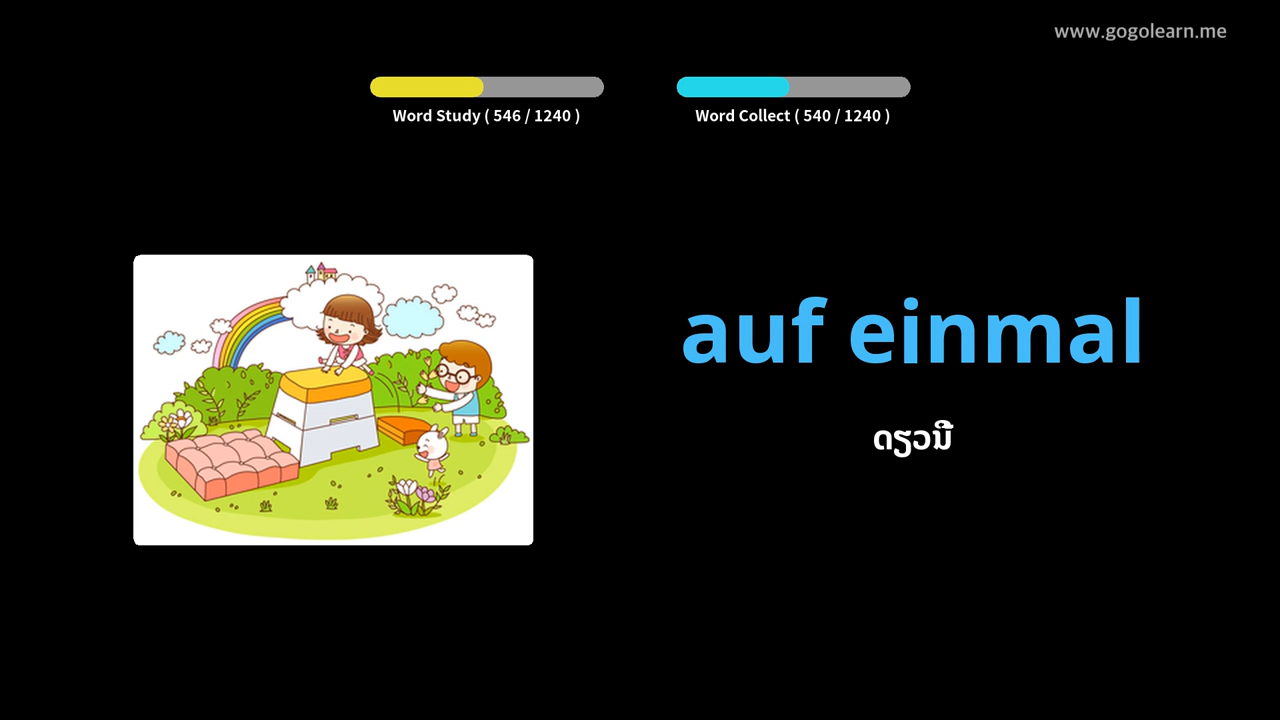 www.gogolearn.me
Word Study ( 546 / 1240 )
Word Collect ( 540 / 1240 )
auf einmal
ດຽວນີ້